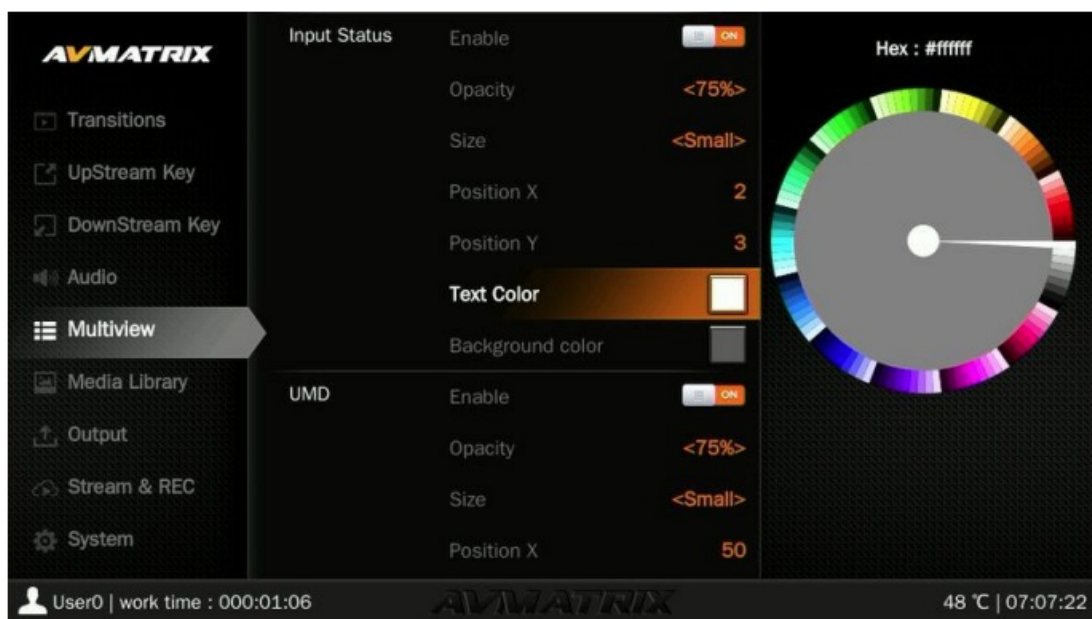 AVMATRIX
Transitions
UpStream Key
DownStream Key
Audio
Multiview
Media Library
Output
Stream & REC
System
Input Status
Enable
ON
Opacity
<75%>
Size
<Small>
Position X
2
Position Y
3
Text Color
Background color
UMD
Enable
ON
Opacity
<75%>
Size
<Small>
Position X
50
Hex : #ffffff
User0 | work time : 000:01:06
AVMATRIX
48 ℃ | 07:07:22